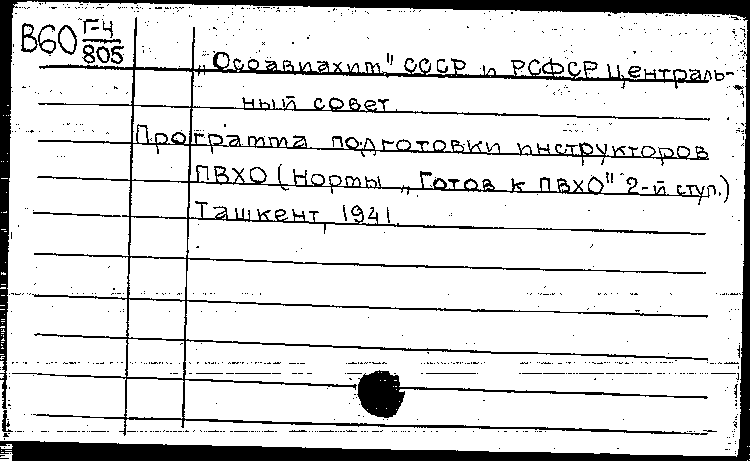 В60 Г-4/805
„Осоавиахим" СССР и РСФСР Централь-
ный совет.
Программа подготовки инструкторов
ПВХО (Нормы „Готов к ПВХО" 2-й ступ.)
Ташкент, 1941.